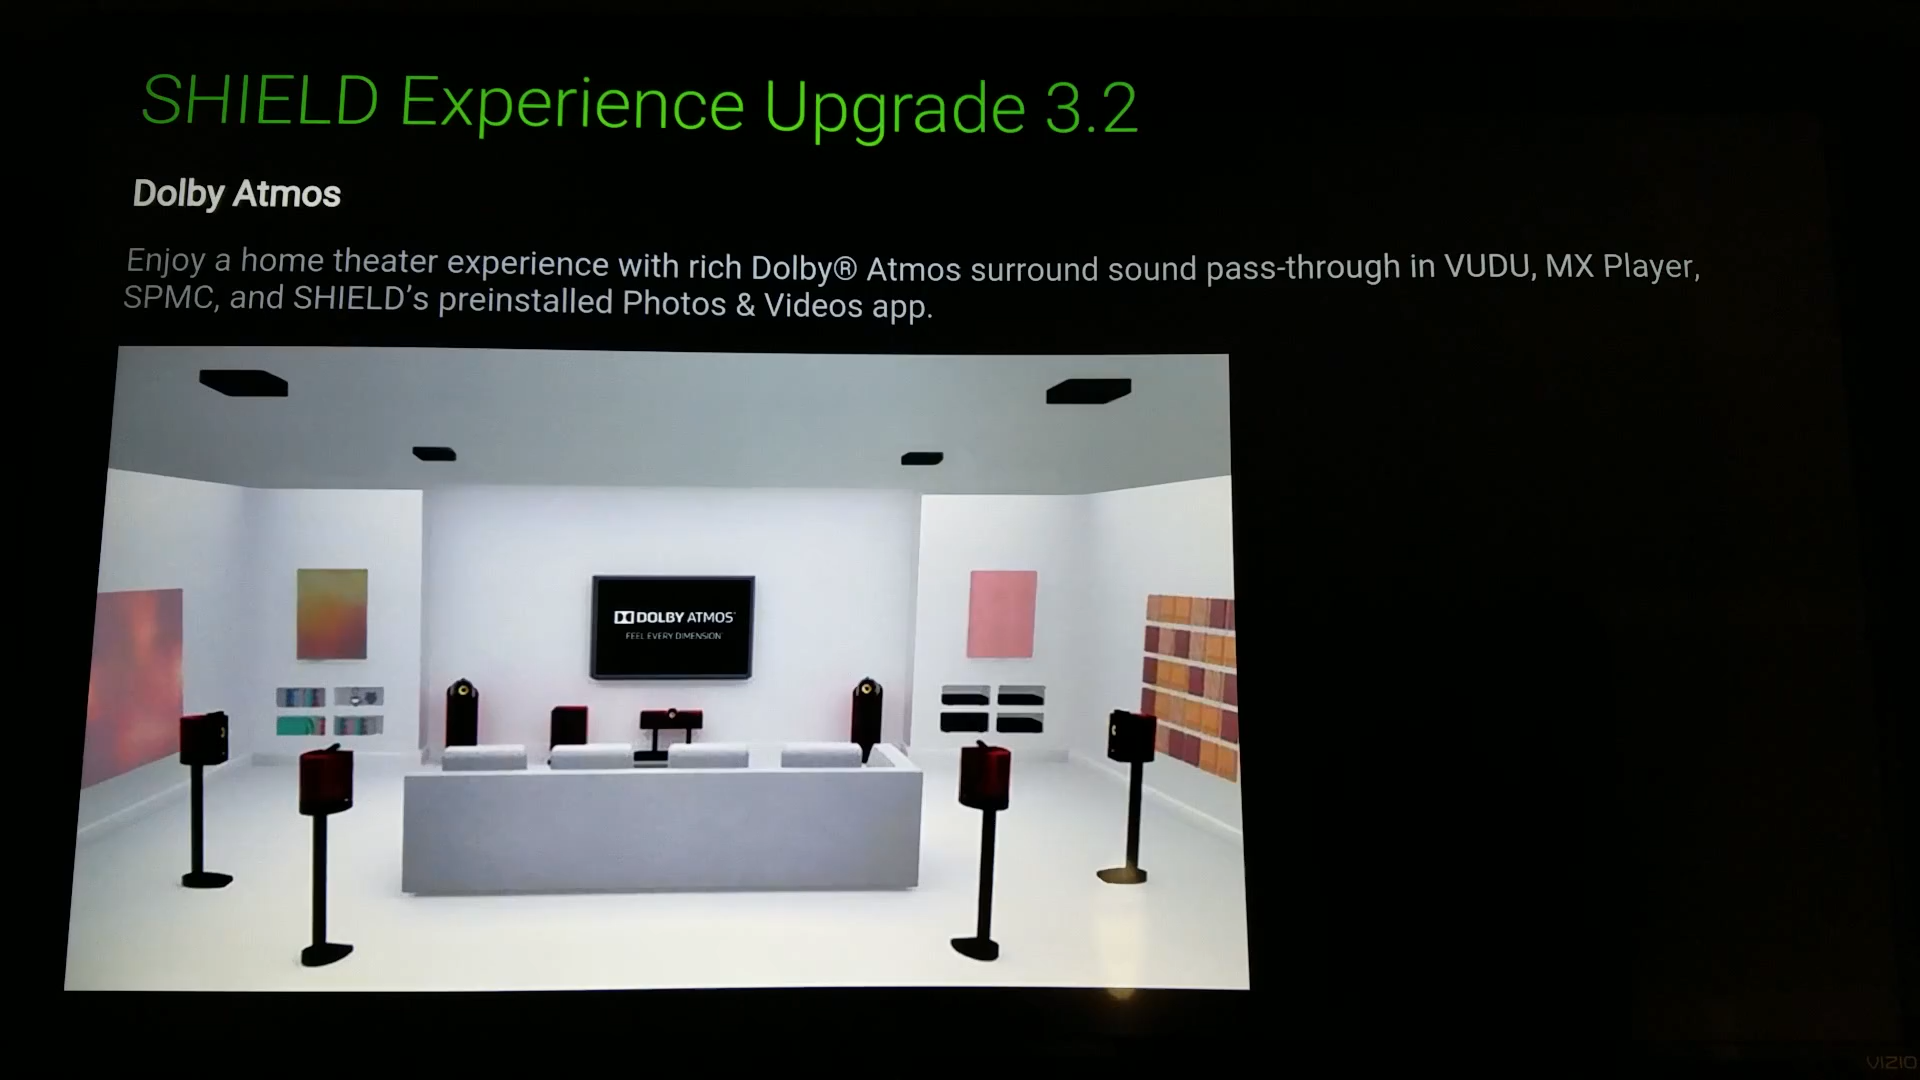 SHIELD Experience Upgrade 3.2
Dolby Atmos
Enjoy a home theater experience with rich Dolby® Atmos surround sound pass-through in VUDU, MX Player,
SPMC, and SHIELD’s preinstalled Photos & Videos app.
DOLBY ATMOS
FEEL EVERY DIMENSION
VIZIO